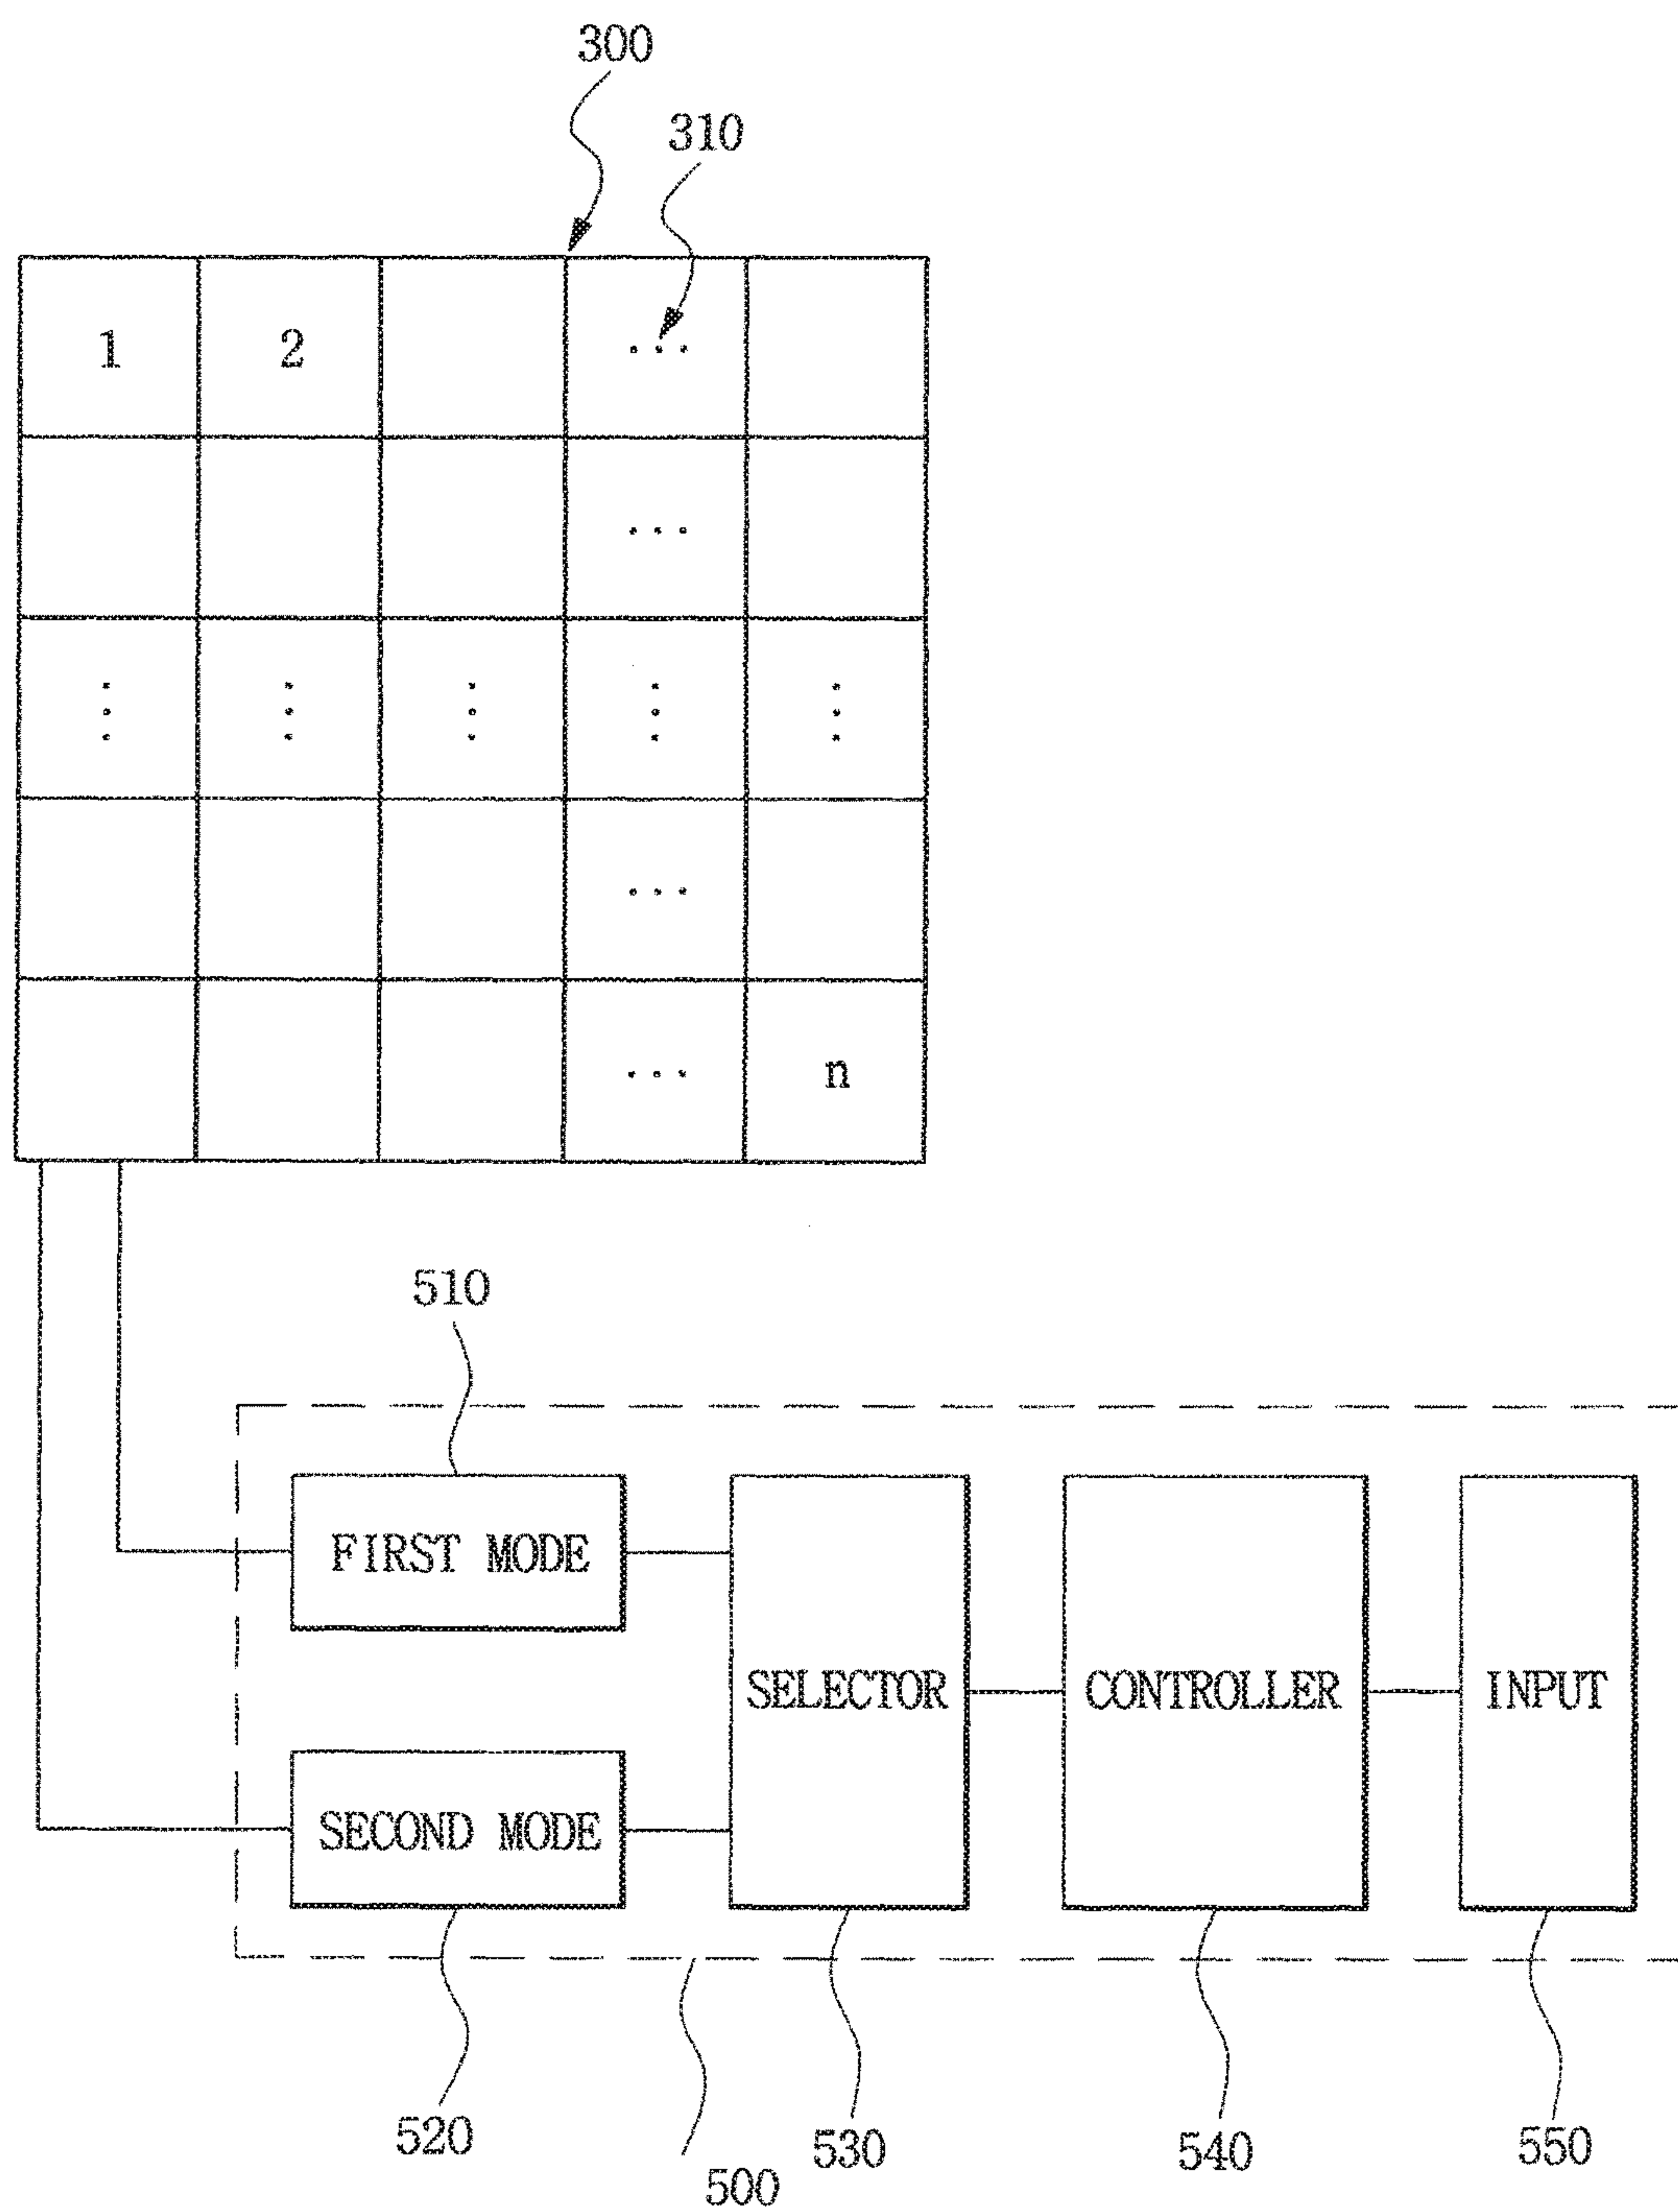 300
310
1 2 ...
...
⋮ ⋮ ⋮ ⋮ ⋮
...
... n
510
FIRST MODE
SELECTOR CONTROLLER INPUT
SECOND MODE
520 530 540 550
500